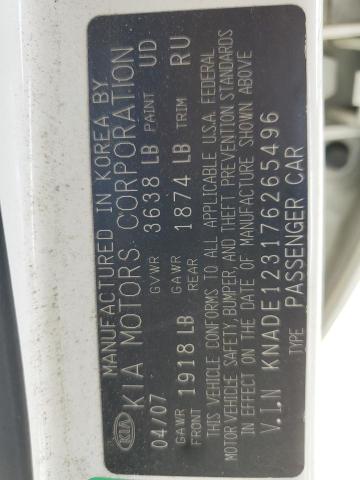 MANUFACTURED IN KOREA BY
KIA KIA MOTORS CORPORATION
04/07 GVWR 3638 LB PAINT UD
GAWR FRONT 1918 LB GAWR REAR 1874 LB TRIM RU
THIS VEHICLE CONFORMS TO ALL APPLICABLE U.S.A. FEDERAL
MOTOR VEHICLE SAFETY, BUMPER, AND THEFT PREVENTION STANDARDS
IN EFFECT ON THE DATE OF MANUFACTURE SHOWN ABOVE
V.I.N KNADE123176265496
TYPE PASSENGER CAR